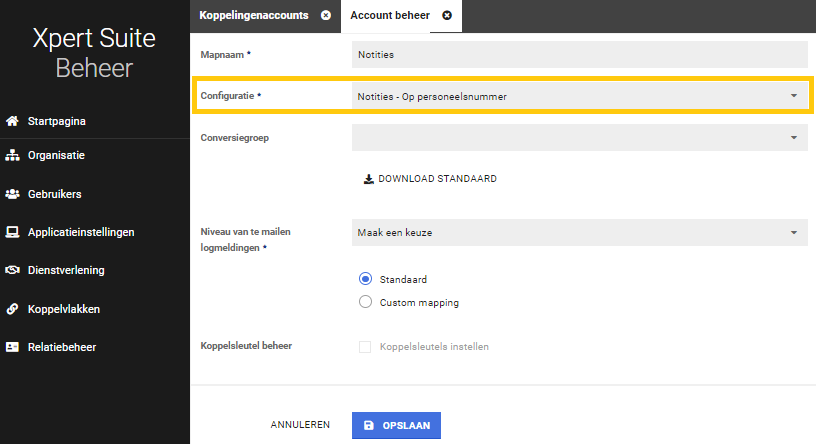 Xpert Suite
Beheer
Startpagina
Organisatie
Gebruikers
Applicatieinstellingen
Dienstverlening
Koppelvlakken
Relatiebeheer
Koppelingenaccounts
Account beheer
Mapnaam *
Notities
Configuratie *
Notities - Op personeelsnummer
Conversiegroep
DOWNLOAD STANDAARD
Niveau van te mailen
logmeldingen *
Maak een keuze
Standaard
Custom mapping
Koppelsleutel beheer
Koppelsleutels instellen
ANNULEREN
OPSLAAN